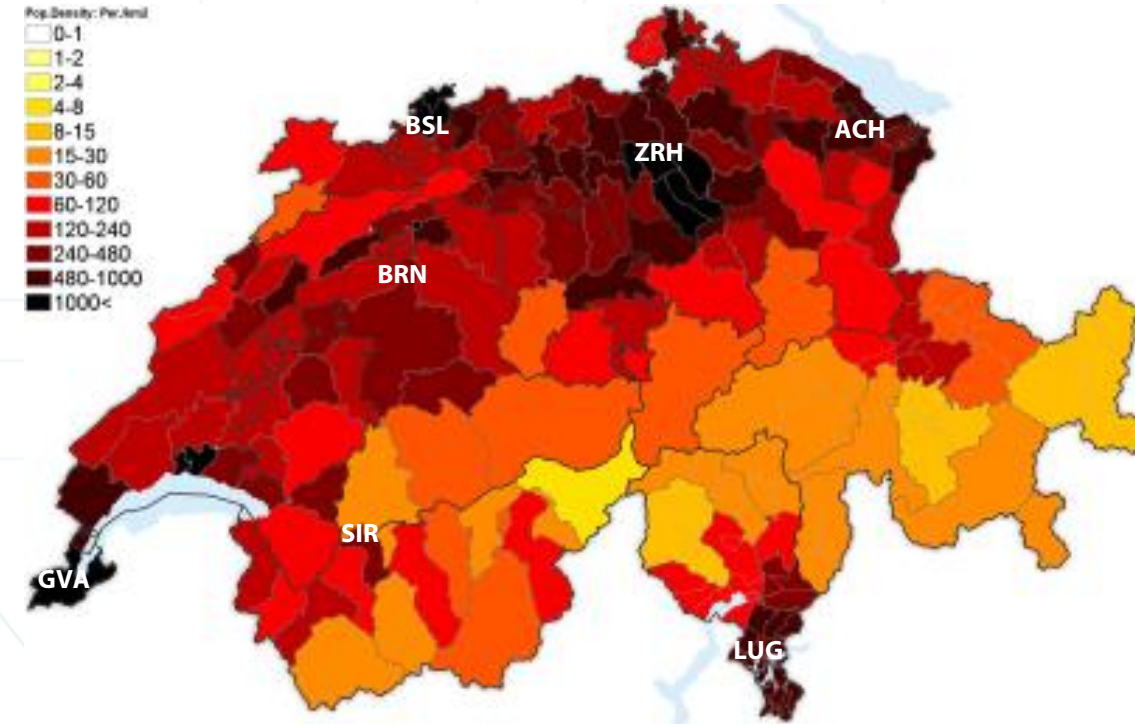 Pop.Density: Per./km2
0-1
1-2
2-4
4-8
8-15
15-30
30-60
60-120
120-240
240-480
480-1000
1000<
BSL
ZRH
ACH
BRN
SIR
GVA
LUG